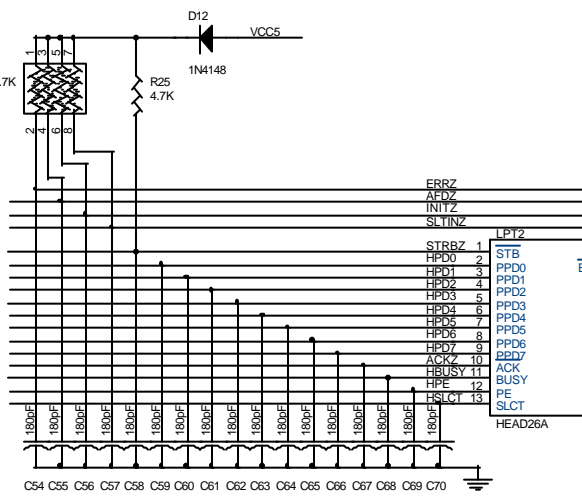 D12
VCC5
1N4148
1 3 5 7
.7K
R25
4.7K
2 4 6 8
ERRZ
AFDZ
INITZ
SLTINZ
LPT2
STRBZ 1 STB
HPD0 2 PPD0
HPD1 3 PPD1
HPD2 4 PPD2
HPD3 5 PPD3
HPD4 6 PPD4
HPD5 7 PPD5
HPD6 8 PPD6
HPD7 9 PPD7
ACKZ 10 ACK
HBUSY 11 BUSY
HPE 12 PE
HSLCT 13 SLCT
HEAD26A
180pF 180pF 180pF 180pF 180pF 180pF 180pF 180pF 180pF 180pF 180pF 180pF 180pF 180pF 180pF 180pF 180pF
C54 C55 C56 C57 C58 C59 C60 C61 C62 C63 C64 C65 C66 C67 C68 C69 C70